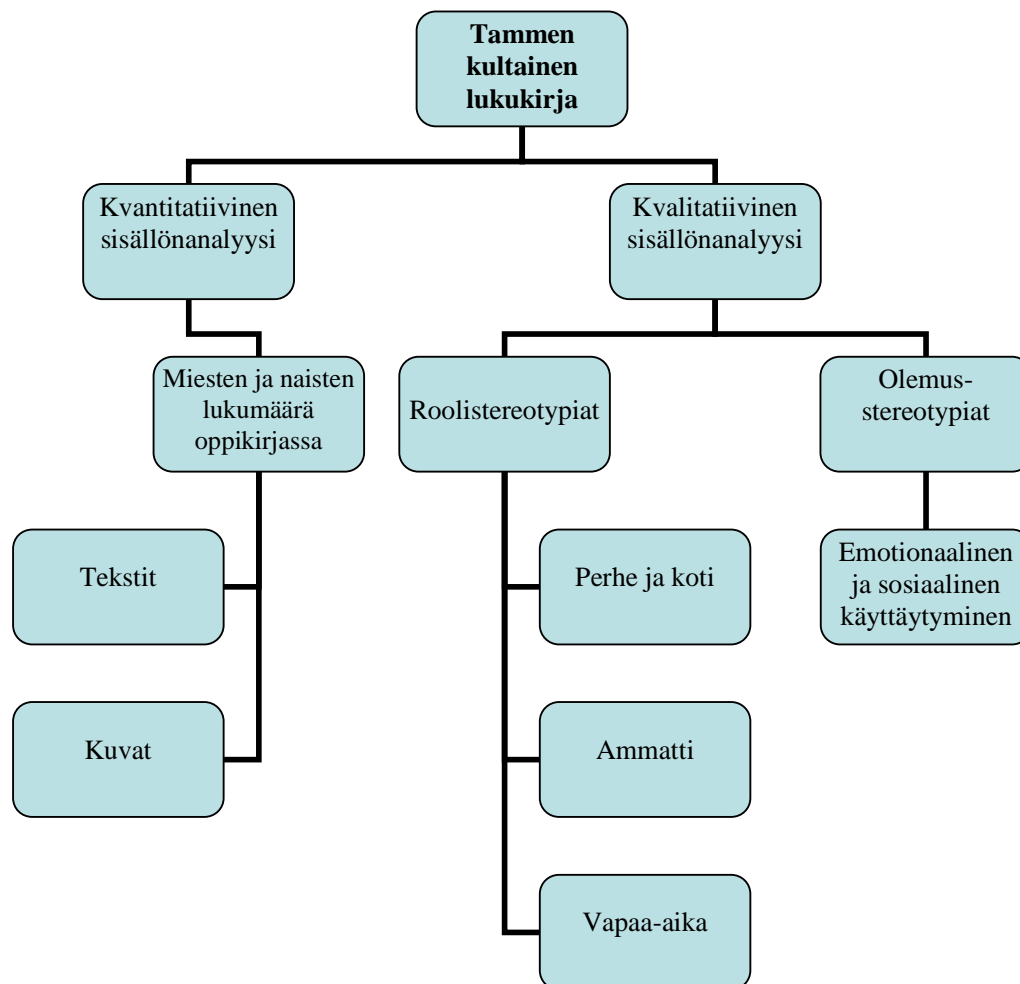 Tammen
kultainen
lukukirja
Kvantitatiivinen
sisällönanalyysi
Kvalitatiivinen
sisällönanalyysi
Miesten ja naisten
lukumäärä
oppikirjassa
Roolistereotypiat
Olemus-
stereotypiat
Tekstit
Perhe ja koti
Emotionaalinen
ja sosiaalinen
käyttäytyminen
Kuvat
Ammatti
Vapaa-aika